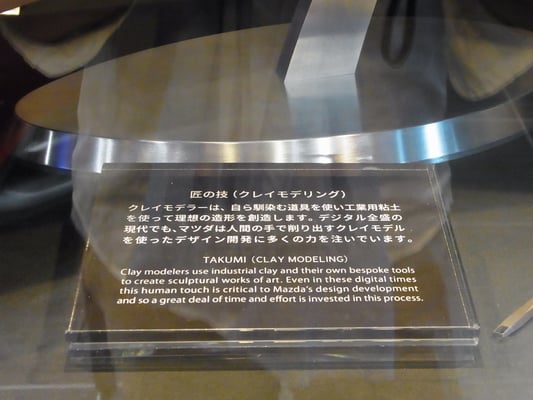 匠の技（クレイモデリング）
クレイモデラーは、自ら馴染む道具を使い工業用粘土
を使って理想の造形を創造します。デジタル全盛の
現代でも、マツダは人間の手で削り出すクレイモデル
を使ったデザイン開発に多くの力を注いでいます。
TAKUMI (CLAY MODELING)
Clay modelers use industrial clay and their own bespoke tools
to create sculptural works of art. Even in these digital times
this human touch is critical to Mazda's design development
and so a great deal of time and effort is invested in this process.